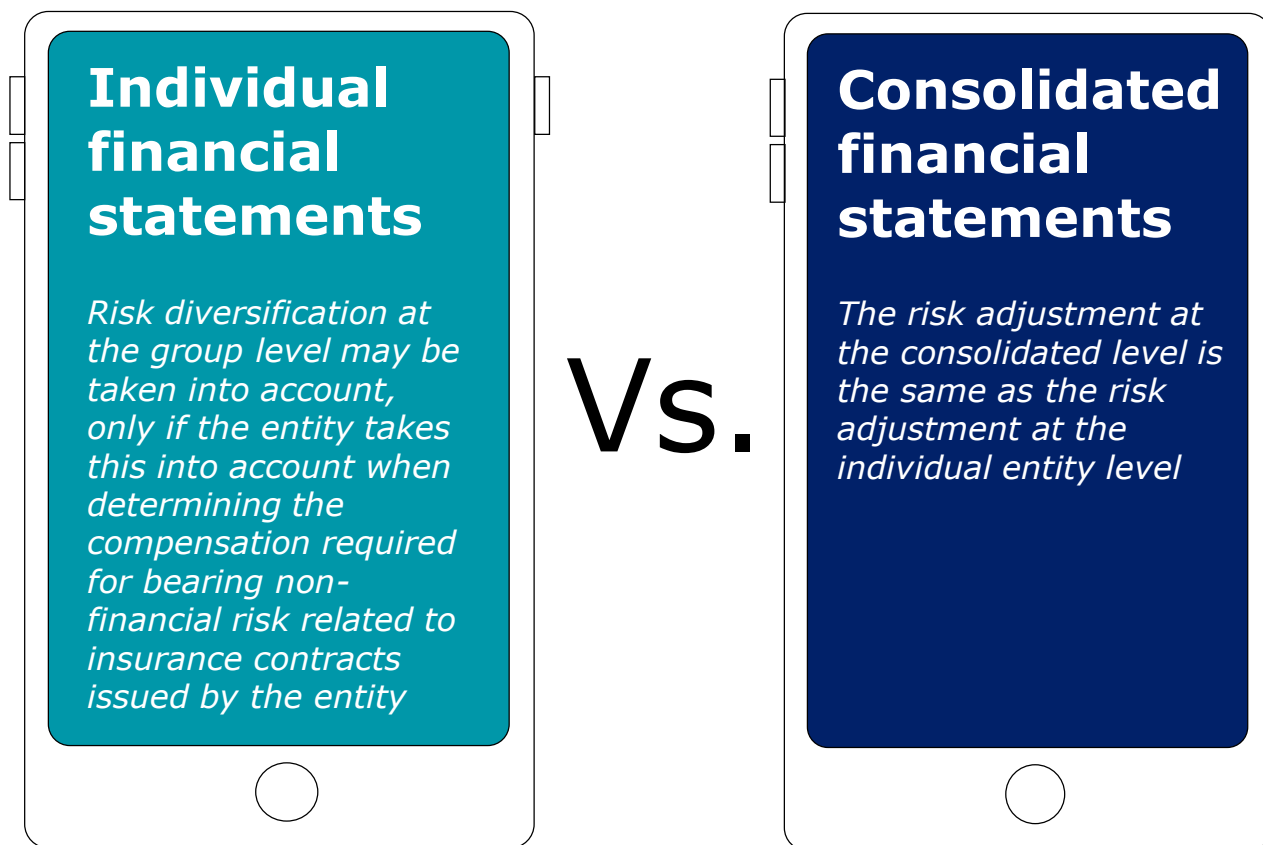 Individual
financial
statements
Risk diversification at
the group level may be
taken into account,
only if the entity takes
this into account when
determining the
compensation required
for bearing non-
financial risk related to
insurance contracts
issued by the entity
Vs.
Consolidated
financial
statements
The risk adjustment at
the consolidated level is
the same as the risk
adjustment at the
individual entity level